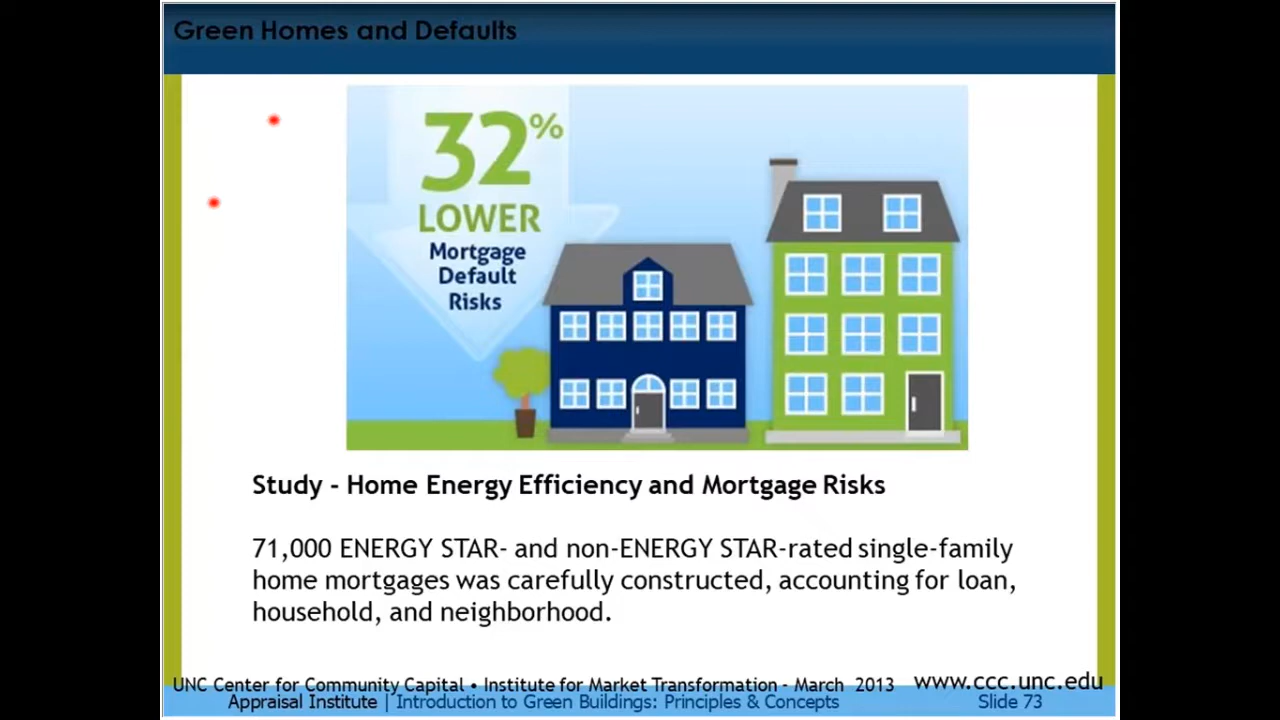 Green Homes and Defaults
32%
LOWER
Mortgage
Default
Risks
Study - Home Energy Efficiency and Mortgage Risks
71,000 ENERGY STAR- and non-ENERGY STAR-rated single-family
home mortgages was carefully constructed, accounting for loan,
household, and neighborhood.
UNC Center for Community Capital • Institute for Market Transformation - March 2013 www.ccc.unc.edu
Appraisal Institute | Introduction to Green Buildings: Principles & Concepts Slide 73